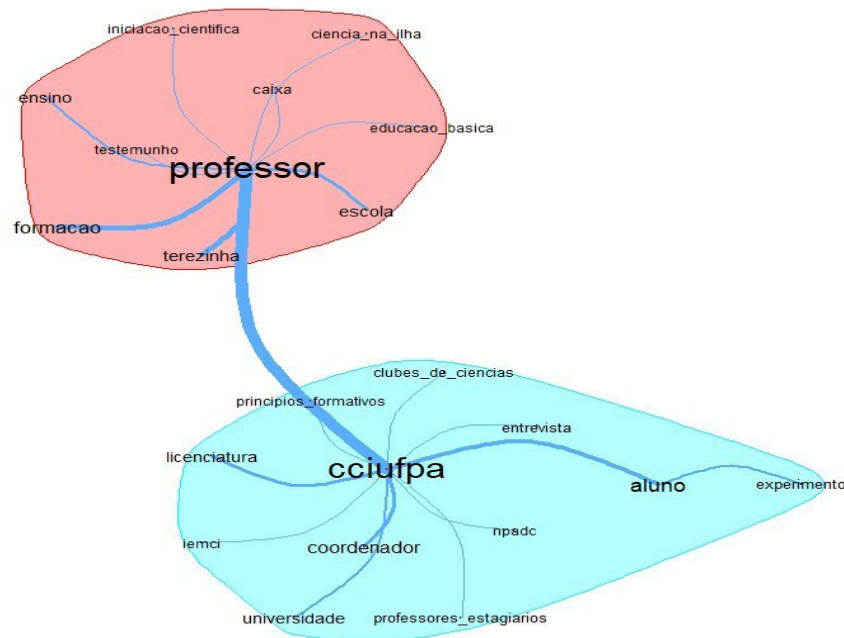 iniciacao_cientifica
ciencia_na_ilha
caixa
ensino
educacao_basica
testemunho
professor
escola
formacao
terezinha
clubes_de_ciencias
principios_formativos
entrevista
licenciatura
cciufpa
aluno
experimento
npadc
iemci
coordenador
universidade
professores_estagiarios